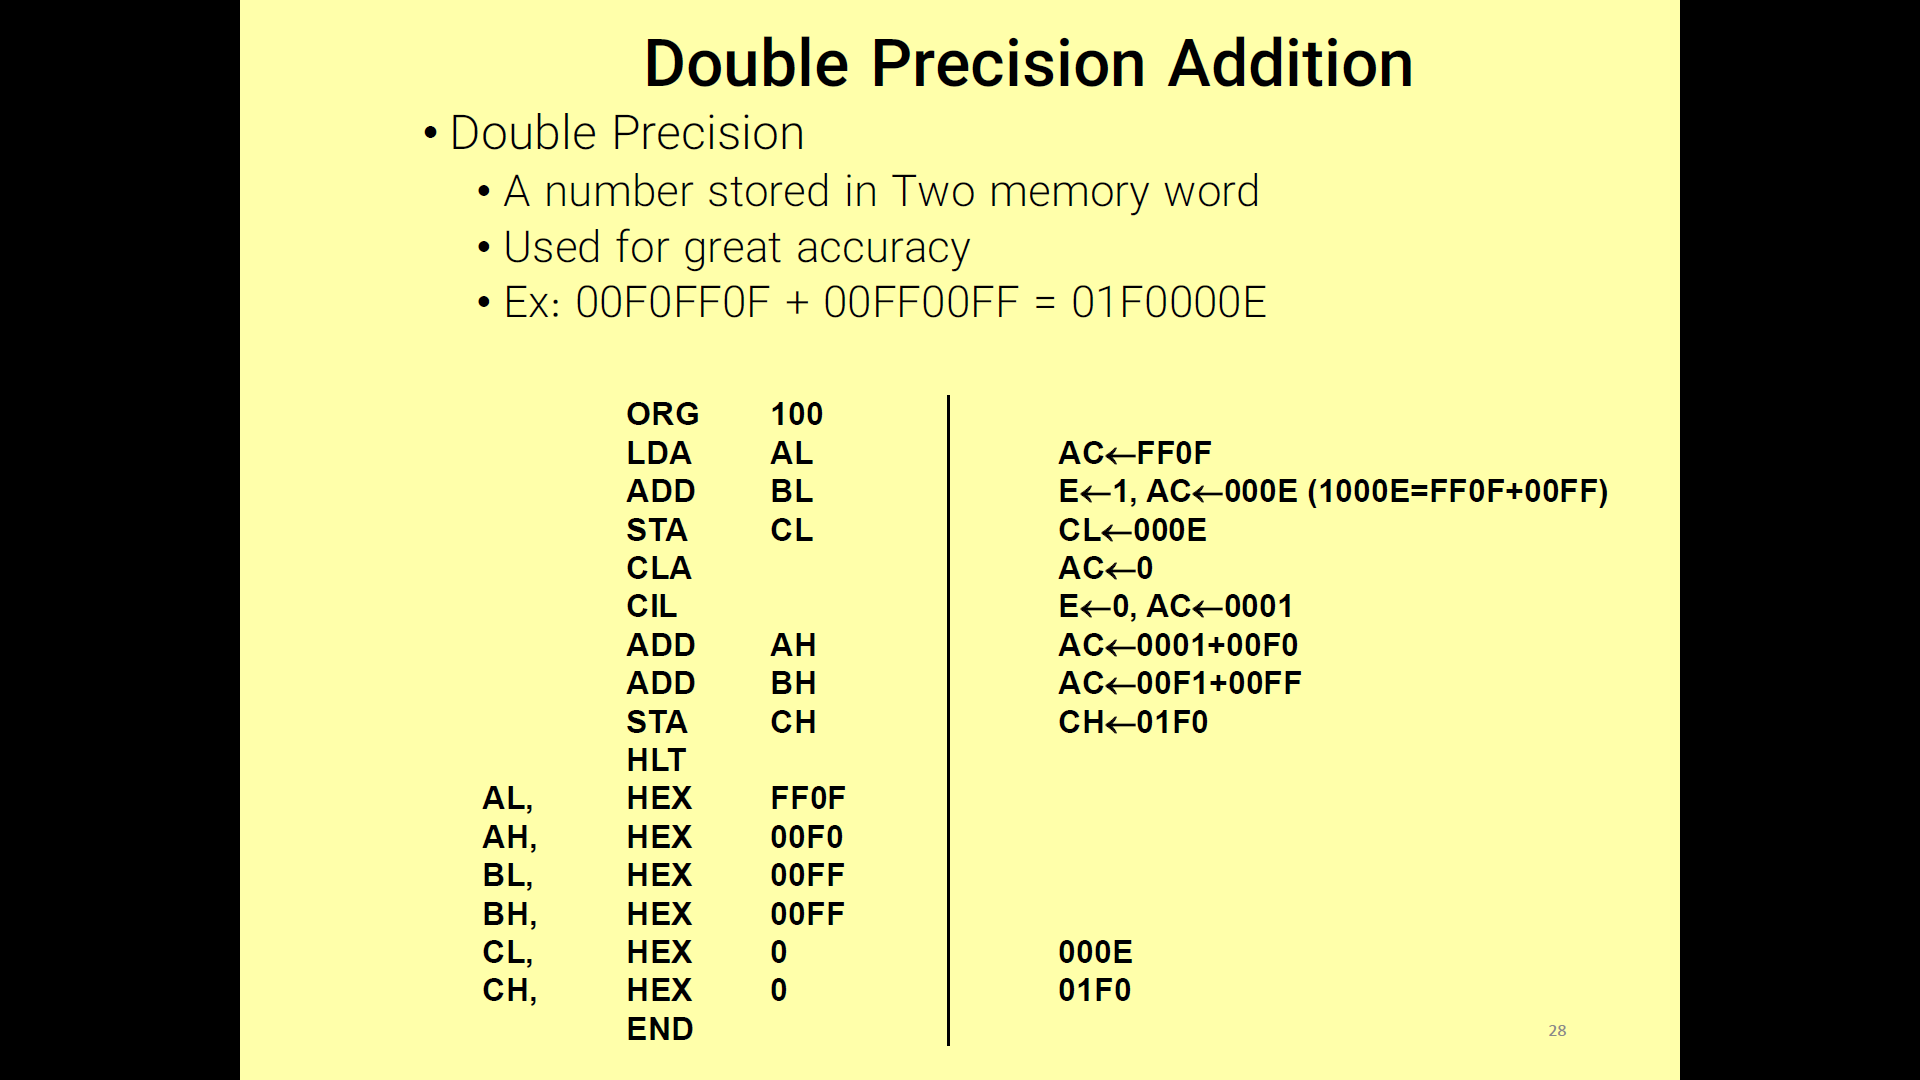 Double Precision Addition
• Double Precision
• A number stored in Two memory word
• Used for great accuracy
• Ex: 00F0FF0F + 00FF00FF = 01F0000E
ORG 100
LDA AL AC←FF0F
ADD BL E←1, AC←000E (1000E=FF0F+00FF)
STA CL CL←000E
CLA AC←0
CIL E←0, AC←0001
ADD AH AC←0001+00F0
ADD BH AC←00F1+00FF
STA CH CH←01F0
HLT
AL, HEX FF0F
AH, HEX 00F0
BL, HEX 00FF
BH, HEX 00FF
CL, HEX 0 000E
CH, HEX 0 01F0
END
28